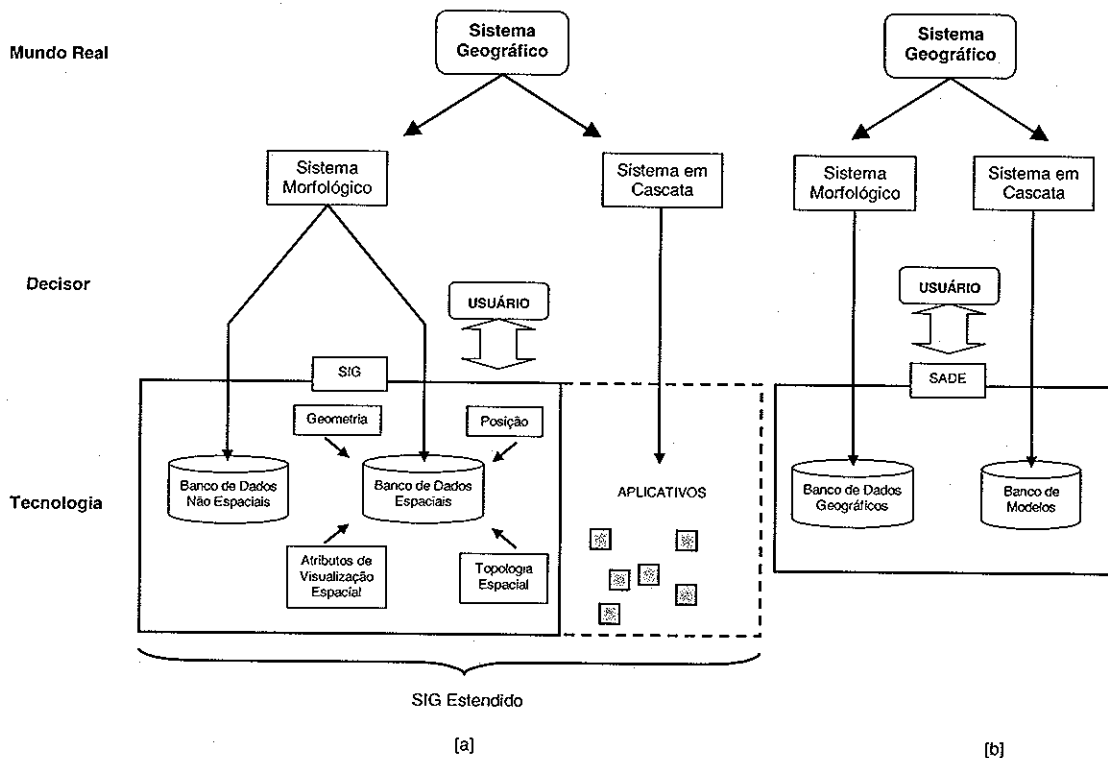 Mundo Real
Sistema
Geográfico
Sistema
Morfológico
Sistema em
Cascata
Decisor
USUÁRIO
SIG
Geometria
Posição
Tecnologia
Banco de Dados
Não Espaciais
Banco de Dados
Espaciais
APLICATIVOS
Atributos de
Visualização
Espacial
Topologia
Espacial
SIG Estendido
[a]
Sistema
Geográfico
Sistema
Morfológico
Sistema em
Cascata
USUÁRIO
SADE
Banco de Dados
Geográficos
Banco de
Modelos
[b]